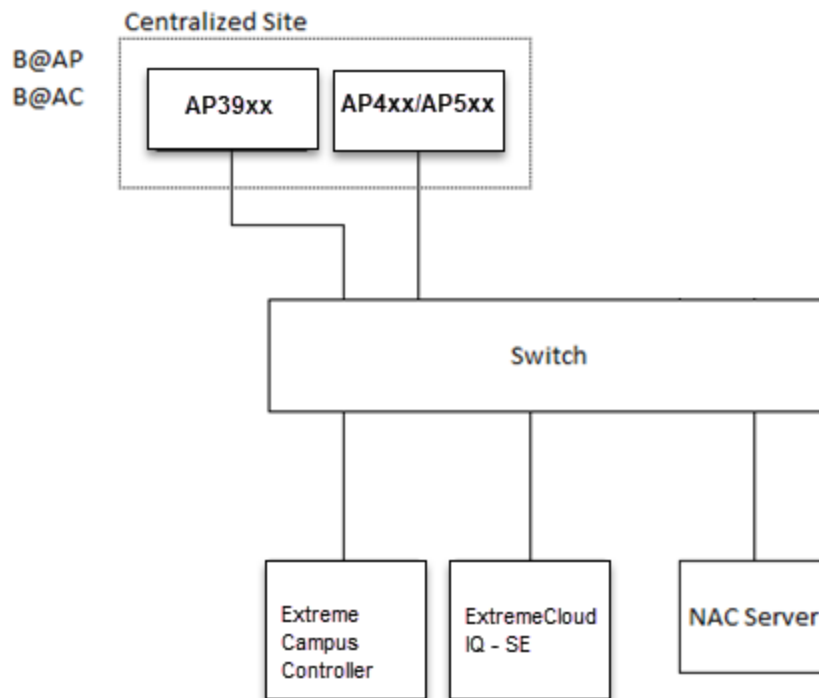 Centralized Site
B@AP
B@AC
AP39xx
AP4xx/AP5xx
Switch
Extreme
Campus
Controller
ExtremeCloud
IQ - SE
NAC Server